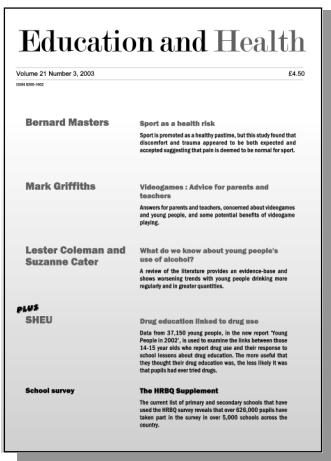 Education and Health
Volume 21 Number 3, 2003 £4.50
ISSN 0265-1602
Bernard Masters
Sport as a health risk
Sport is promoted as a healthy pastime, but this study found that
discomfort and trauma appeared to be both expected and
accepted suggesting that pain is deemed to be normal for sport.
Mark Griffiths
Videogames : Advice for parents and
teachers
Answers for parents and teachers, concerned about videogames
and young people, and some potential benefits of videogame
playing.
Lester Coleman and
Suzanne Cater
What do we know about young people's
use of alcohol?
A review of the literature provides an evidence-base and
shows worsening trends with young people drinking more
regularly and in greater quantities.
PLUS
SHEU
Drug education linked to drug use
Data from 37,150 young people, in the new report 'Young
People in 2002', is used to examine the links between those
14-15 year olds who report drug use and their response to
school lessons about drug education. The more useful that
they thought their drug education was, the less likely it was
that pupils had ever tried drugs.
School survey
The HRBQ Supplement
The current list of primary and secondary schools that have
used the HRBQ survey reveals that over 626,000 pupils have
taken part in the survey in over 5,000 schools across the
country.